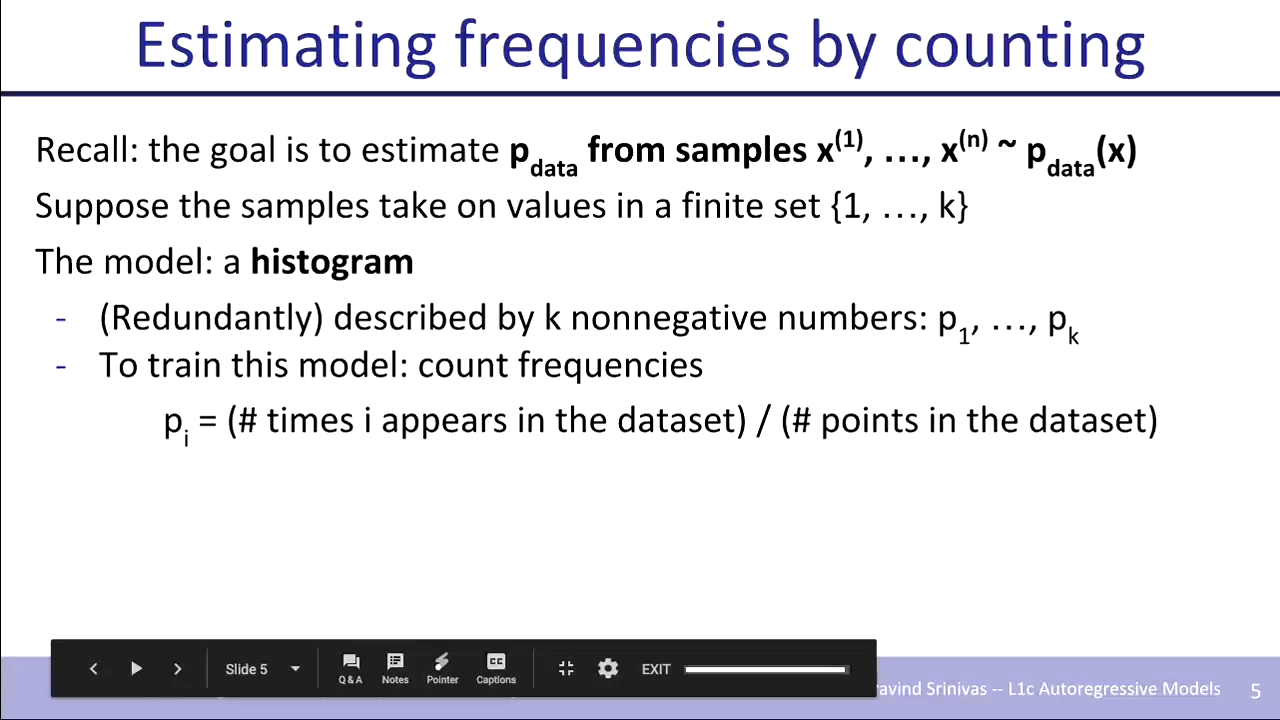 Estimating frequencies by counting
Recall: the goal is to estimate p_data from samples x^(1), …, x^(n) ~ p_data(x)
Suppose the samples take on values in a finite set {1, …, k}
The model: a histogram
- (Redundantly) described by k nonnegative numbers: p_1, …, p_k
- To train this model: count frequencies
p_i = (# times i appears in the dataset) / (# points in the dataset)
Slide 5
Q & A Notes Pointer Captions
CC
EXIT
Srinivas -- L1c Autoregressive Models 5